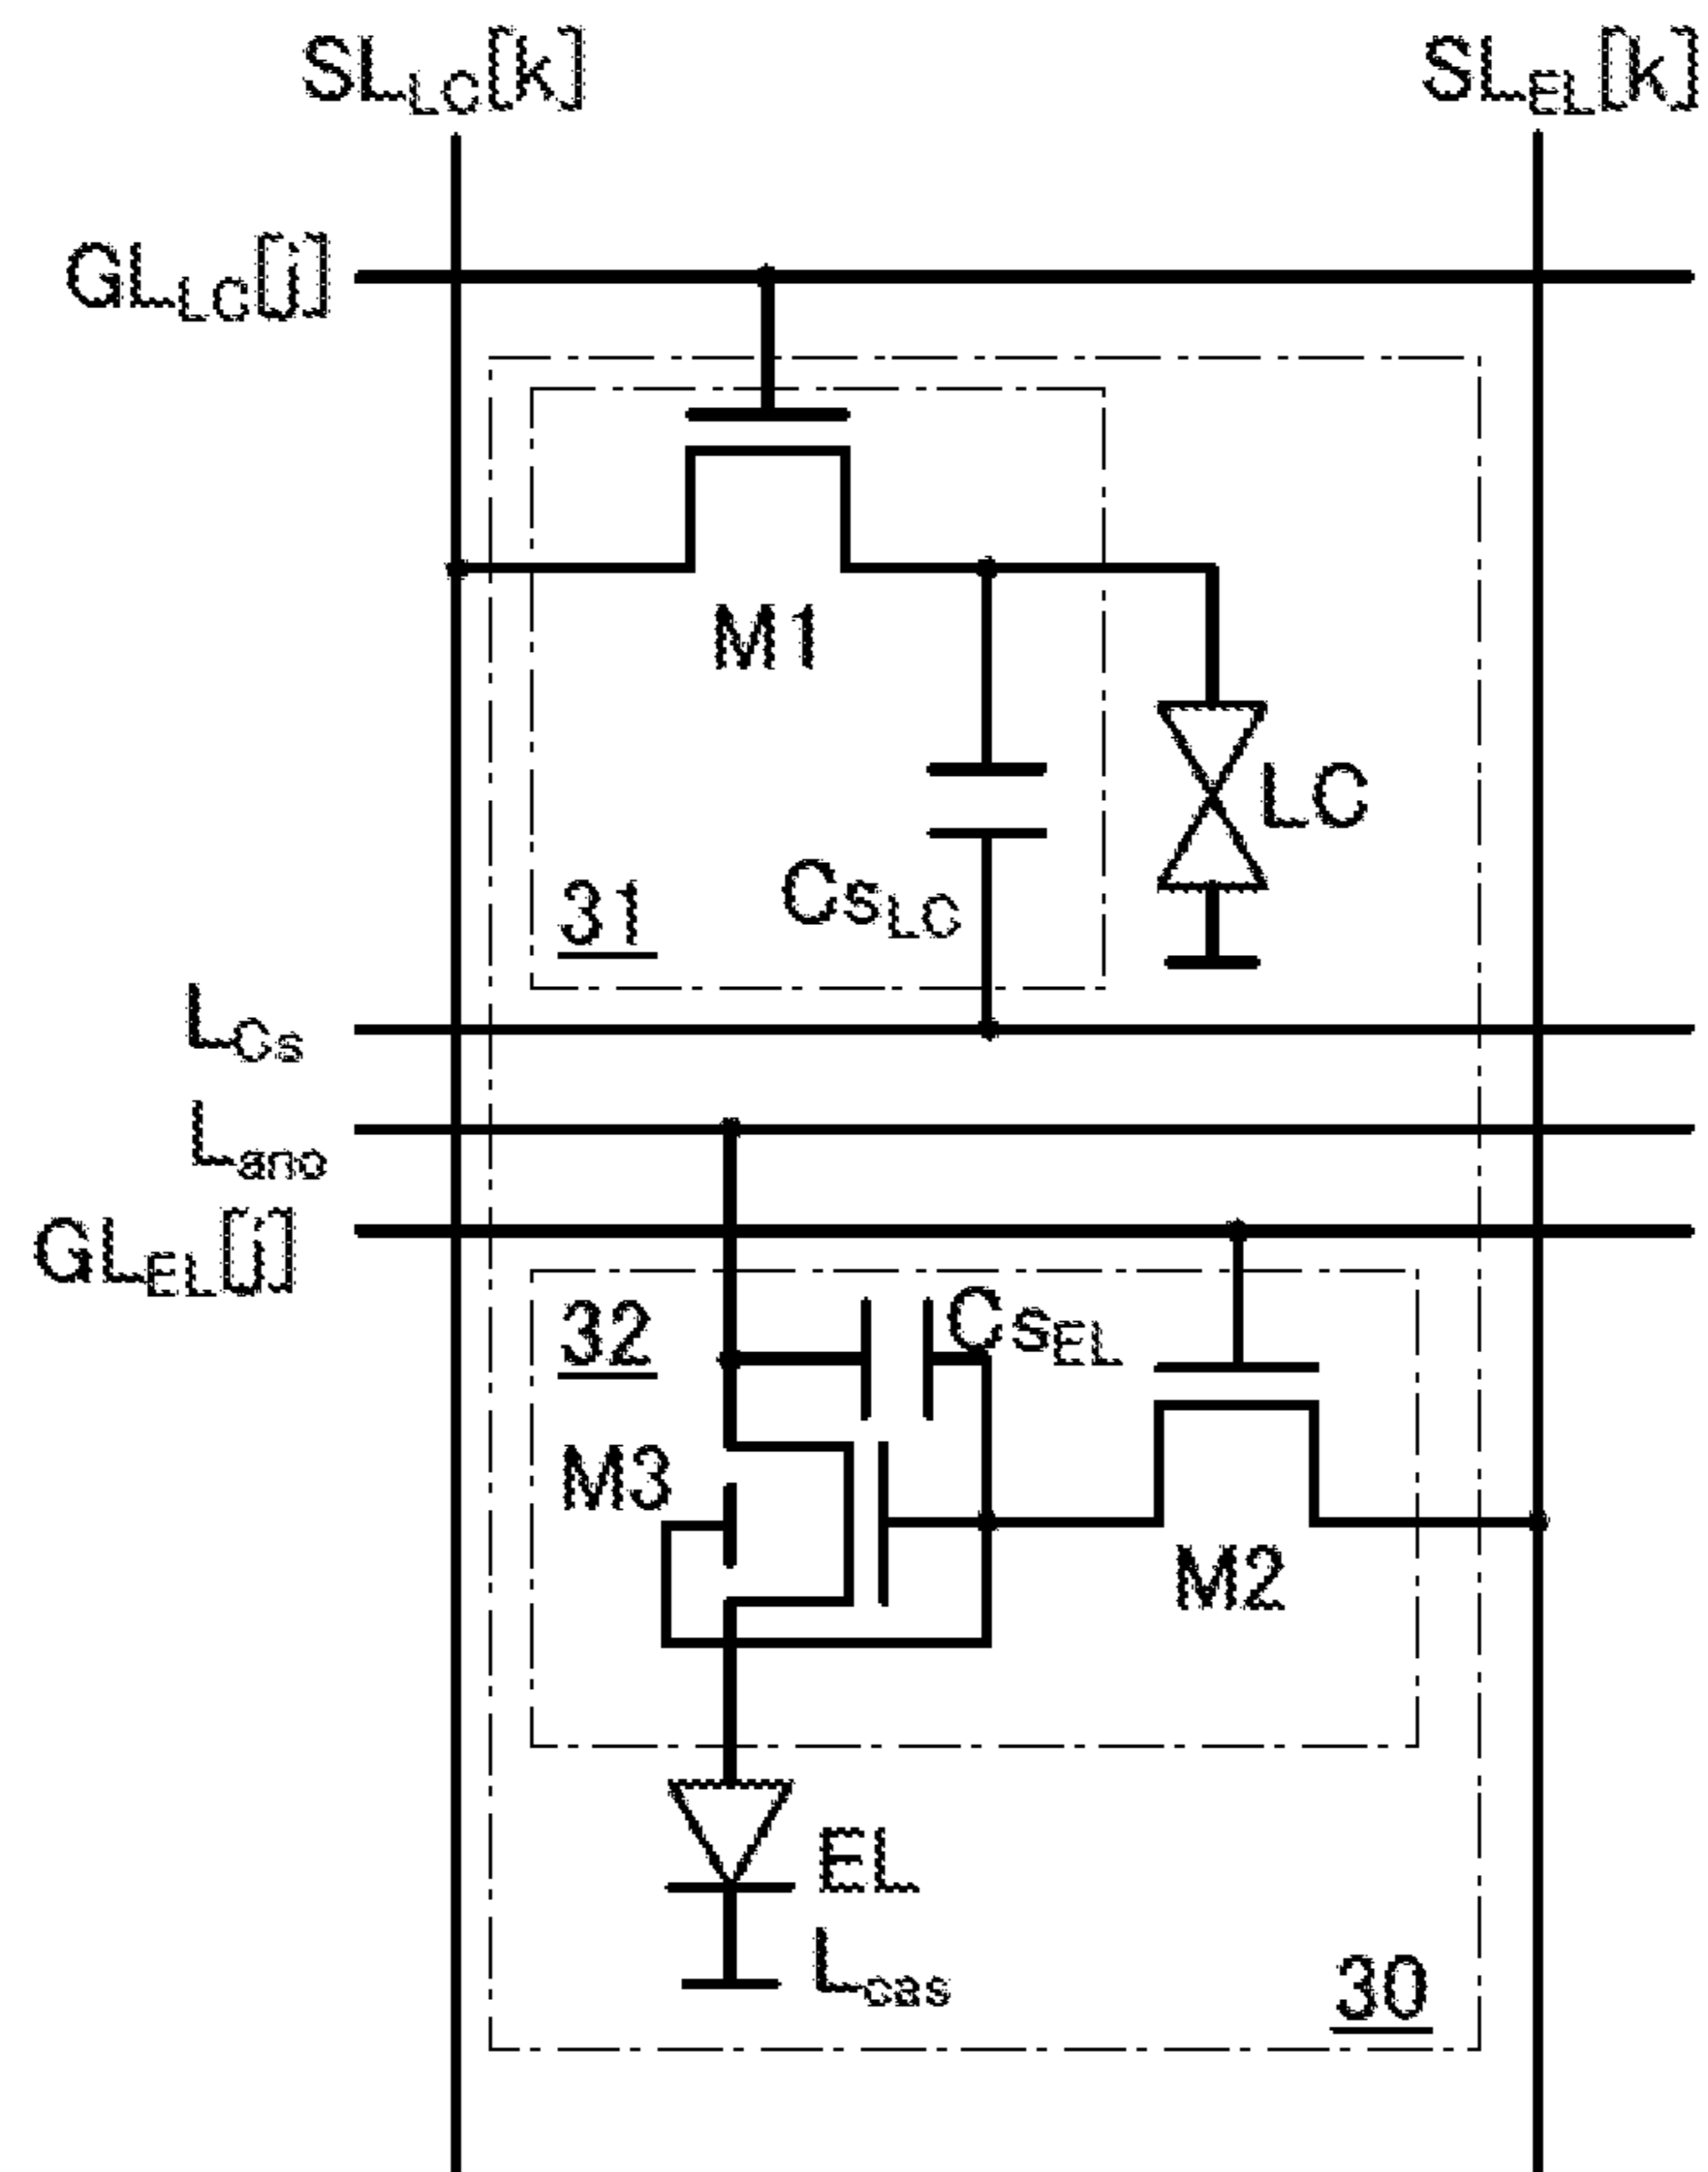 SL_LC[k]
SL_EL[k]
GL_LC[j]
M1
LC
Cs_LC
31
L_Cs
L_ano
GL_EL[j]
32
Cs_EL
M3
M2
EL
L_cas
30